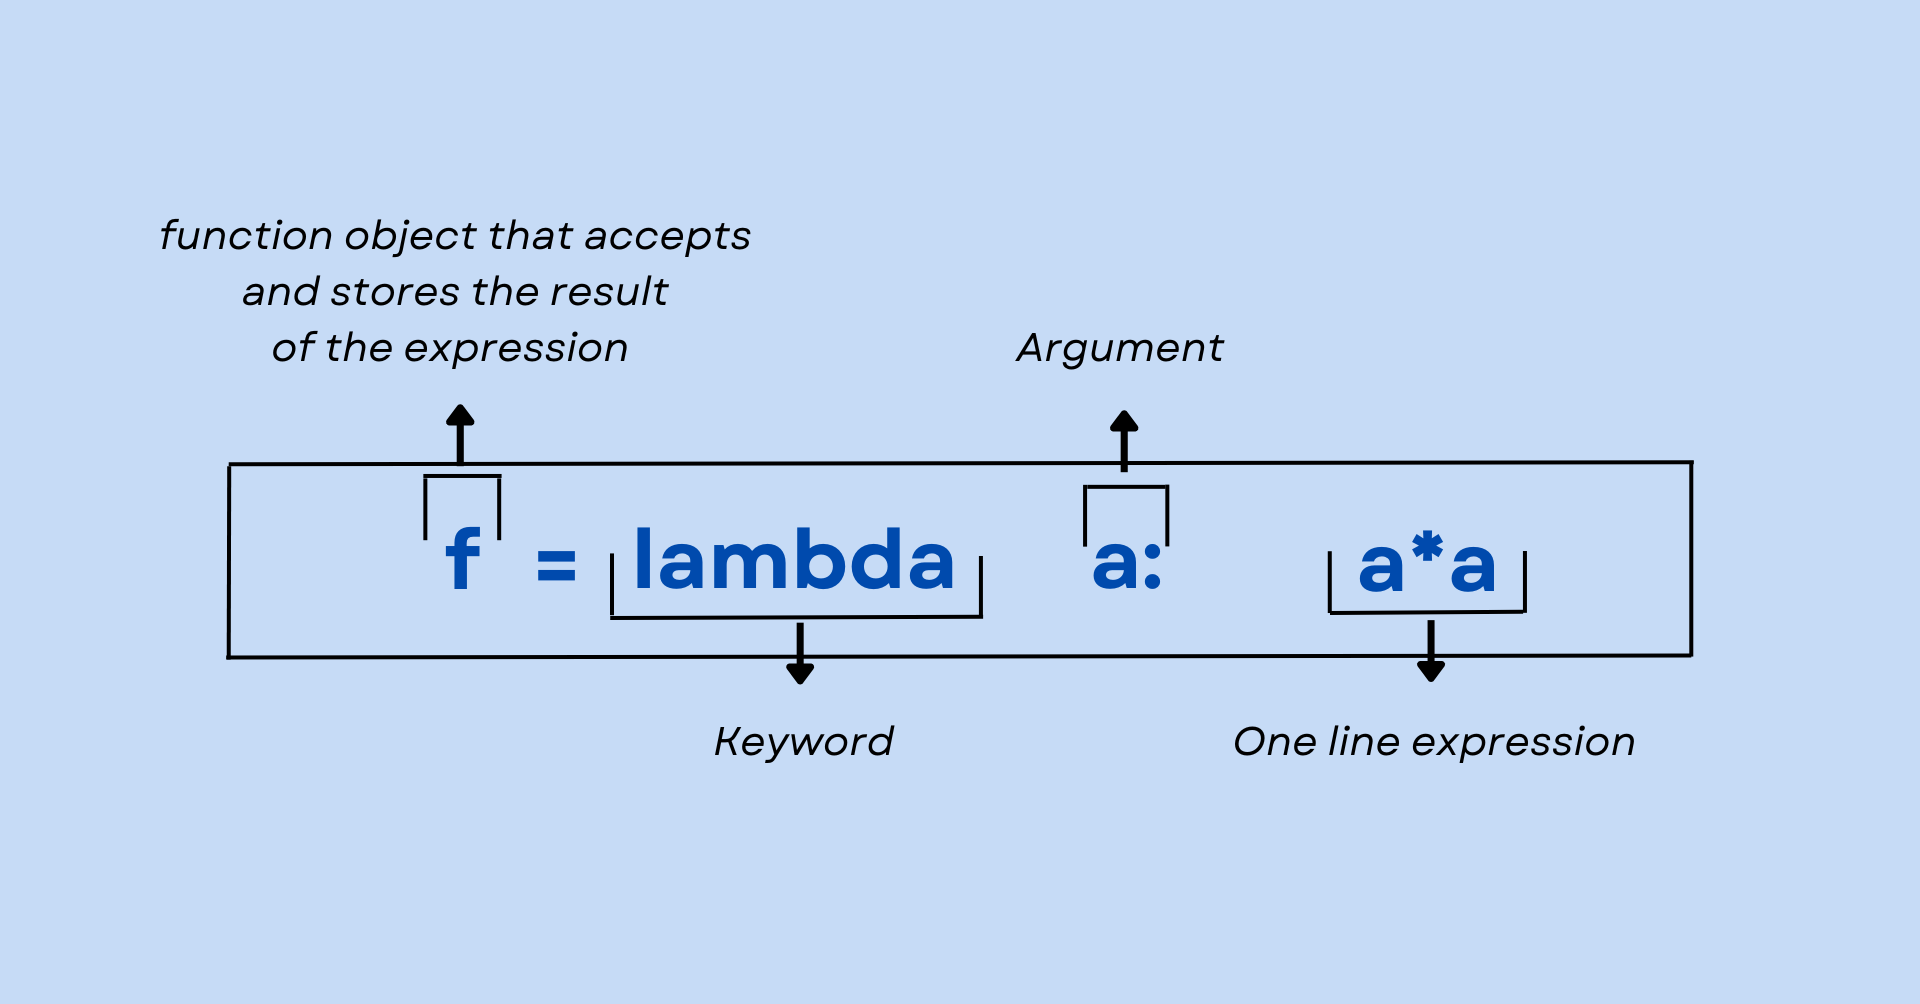 function object that accepts
and stores the result
of the expression
Argument
f = lambda a: a*a
Keyword
One line expression